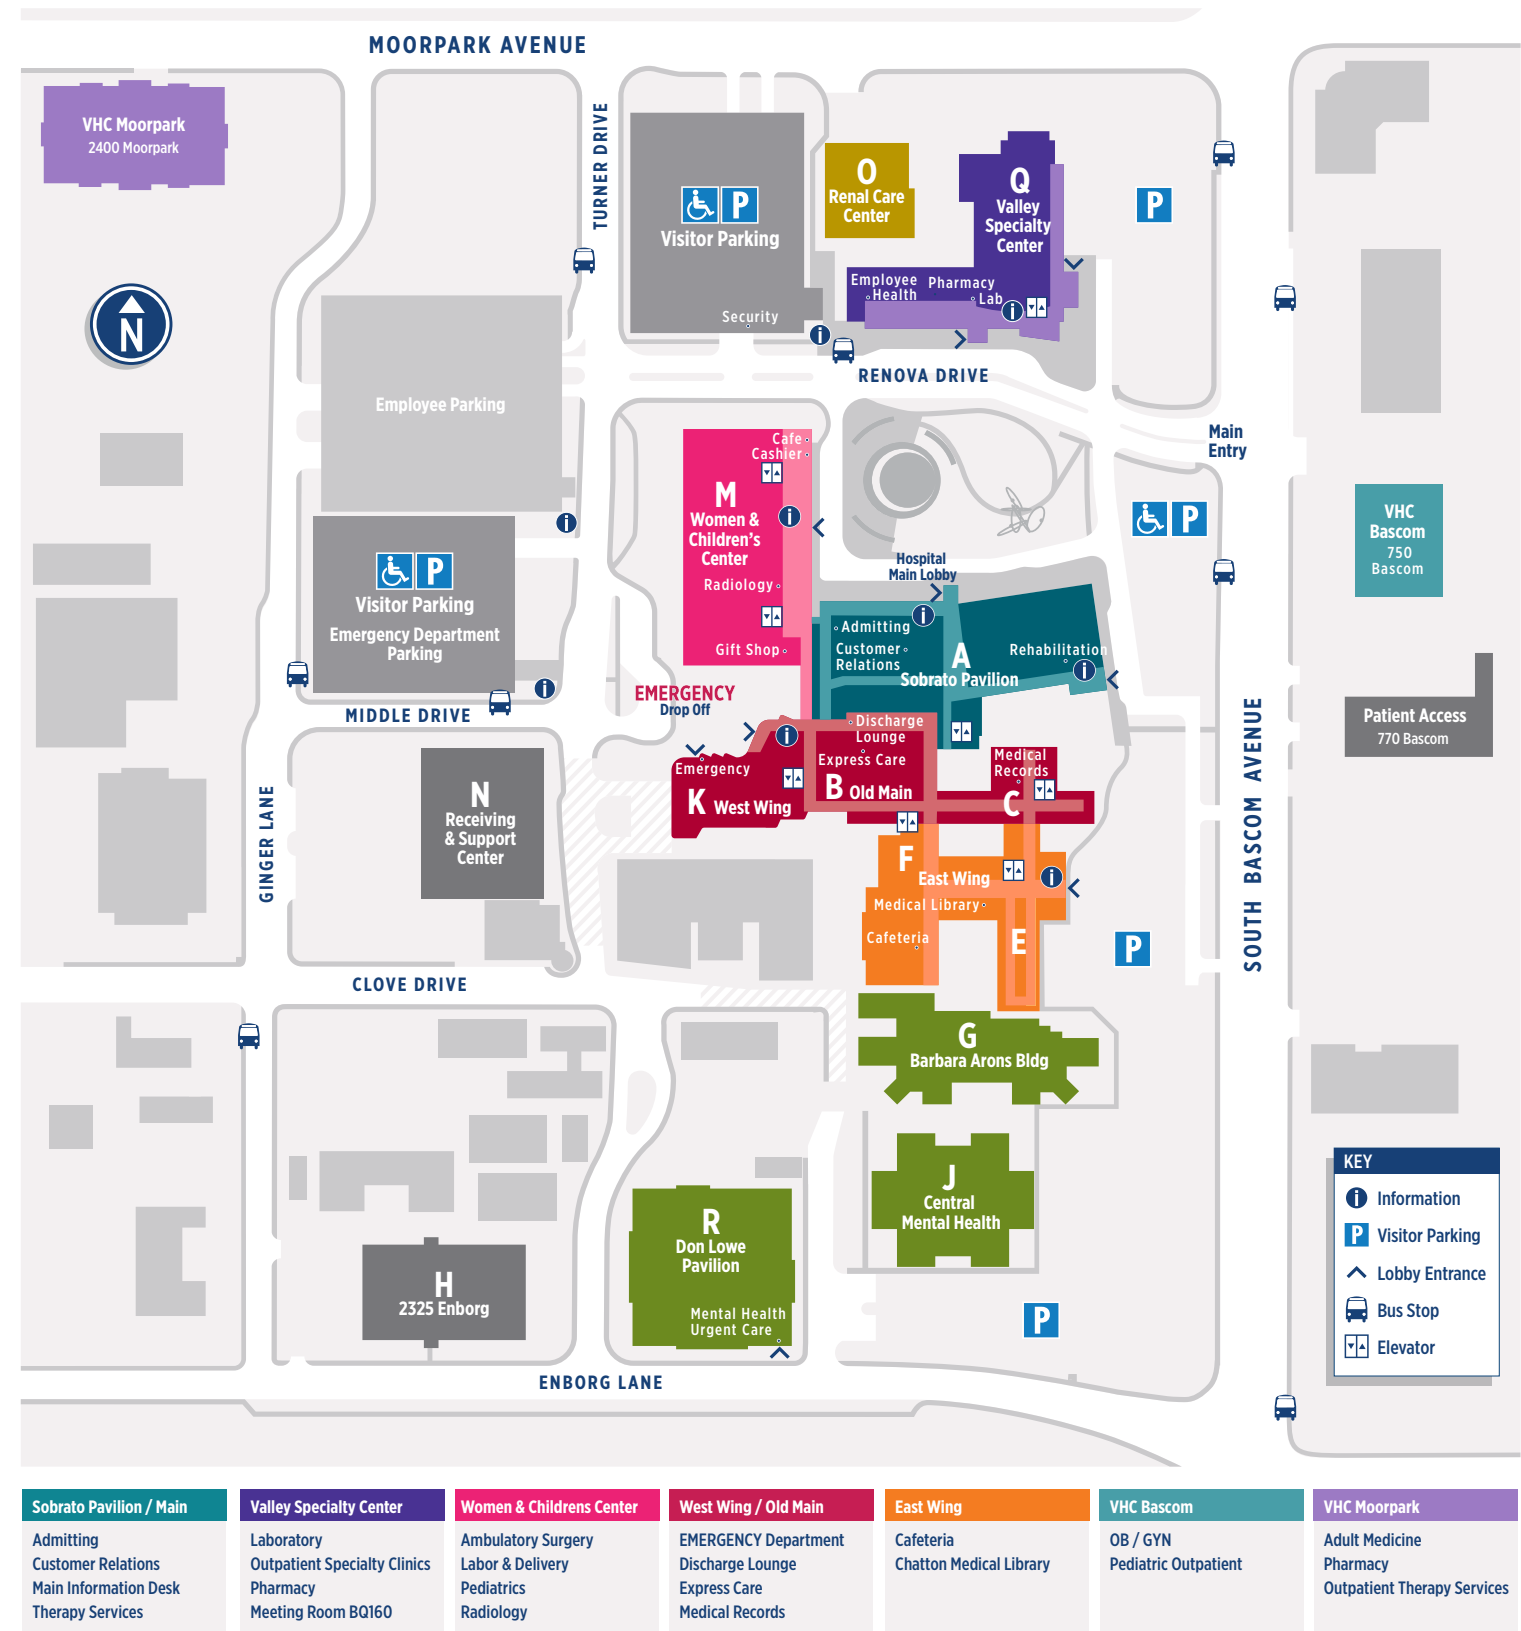 MOORPARK AVENUE
VHC Moorpark
2400 Moorpark
TURNER DRIVE
P
Visitor Parking
Security
O
Renal Care
Center
Q
Valley
Specialty
Center
Employee
Health
Pharmacy
Lab
i
P
i
N
RENOVA DRIVE
Main
Entry
Employee Parking
Cafe
Cashier
M
Women &
Children's
Center
i
Radiology
Gift Shop
i
P
Visitor Parking
Emergency Department
Parking
i
MIDDLE DRIVE
P
VHC
Bascom
750
Bascom
Hospital
Main Lobby
i
Admitting
Customer
Relations
A
Sobrato Pavilion
Rehabilitation
i
EMERGENCY
Drop Off
i
Discharge
Lounge
Express Care
Emergency
K West Wing
B Old Main
Medical
Records
C
Patient Access
770 Bascom
SOUTH BASCOM AVENUE
GINGER LANE
N
Receiving
& Support
Center
F
East Wing
i
Medical Library
Cafeteria
E
P
CLOVE DRIVE
G
Barbara Arons Bldg
J
Central
Mental Health
R
Don Lowe
Pavilion
Mental Health
Urgent Care
H
2325 Enborg
P
ENBORG LANE
KEY
i Information
P Visitor Parking
Lobby Entrance
Bus Stop
Elevator
Sobrato Pavilion / Main
Admitting
Customer Relations
Main Information Desk
Therapy Services
Valley Specialty Center
Laboratory
Outpatient Specialty Clinics
Pharmacy
Meeting Room BQ160
Women & Childrens Center
Ambulatory Surgery
Labor & Delivery
Pediatrics
Radiology
West Wing / Old Main
EMERGENCY Department
Discharge Lounge
Express Care
Medical Records
East Wing
Cafeteria
Chatton Medical Library
VHC Bascom
OB / GYN
Pediatric Outpatient
VHC Moorpark
Adult Medicine
Pharmacy
Outpatient Therapy Services